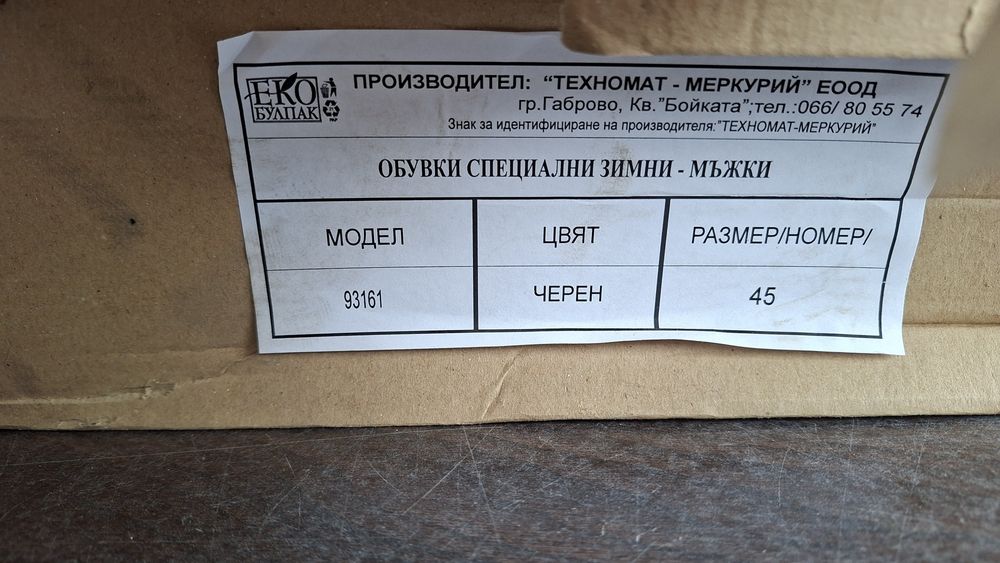 ЕКО
БУЛПАК
ПРОИЗВОДИТЕЛ: "ТЕХНОМАТ - МЕРКУРИЙ" ЕООД
гр.Габрово, Кв."Бойката";тел.:066/ 80 55 74
Знак за идентифициране на производителя:"ТЕХНОМАТ-МЕРКУРИЙ"
ОБУВКИ СПЕЦИАЛНИ ЗИМНИ - МЪЖКИ
МОДЕЛ ЦВЯТ РАЗМЕР/НОМЕР/
93161 ЧЕРЕН 45